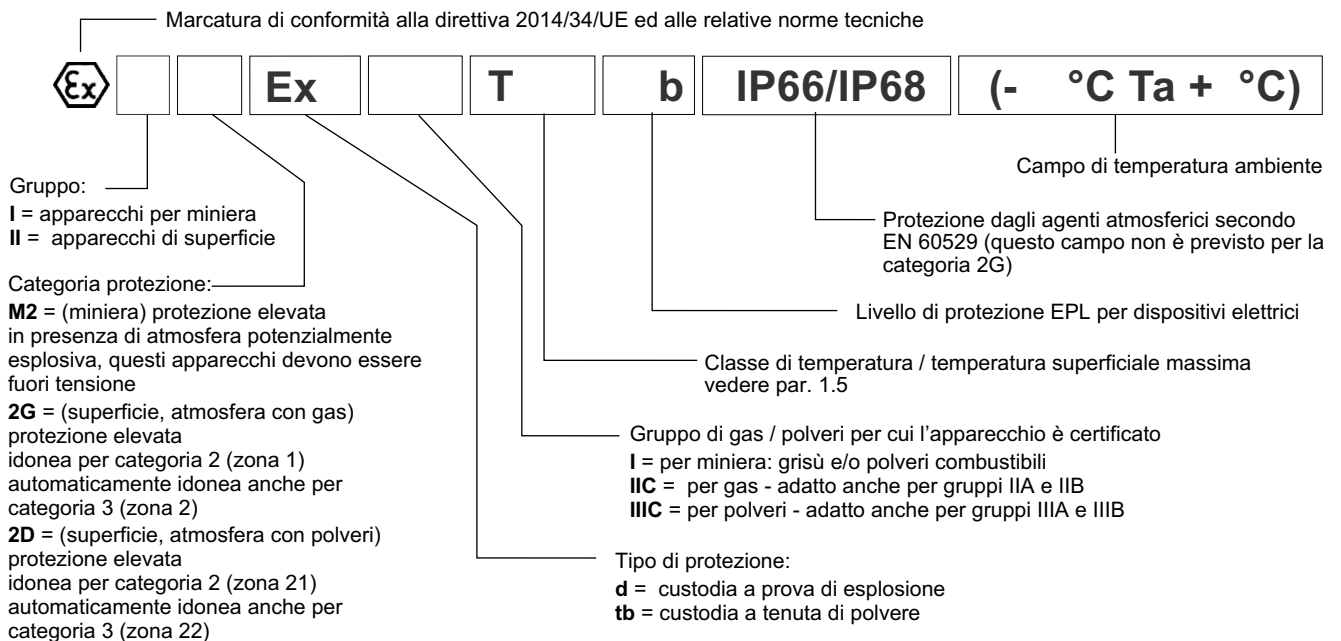 Marcatura di conformità alla direttiva 2014/34/UE ed alle relative norme tecniche
Ex Ex T b IP66/IP68 (- °C Ta + °C)
Campo di temperatura ambiente
Gruppo:
I = apparecchi per miniera
II = apparecchi di superficie
Protezione dagli agenti atmosferici secondo
EN 60529 (questo campo non è previsto per la
categoria 2G)
Categoria protezione:
M2 = (miniera) protezione elevata
in presenza di atmosfera potenzialmente
esplosiva, questi apparecchi devono essere
fuori tensione
2G = (superficie, atmosfera con gas)
protezione elevata
idonea per categoria 2 (zona 1)
automaticamente idonea anche per
categoria 3 (zona 2)
2D = (superficie, atmosfera con polveri)
protezione elevata
idonea per categoria 2 (zona 21)
automaticamente idonea anche per
categoria 3 (zona 22)
Livello di protezione EPL per dispositivi elettrici
Classe di temperatura / temperatura superficiale massima
vedere par. 1.5
Gruppo di gas / polveri per cui l'apparecchio è certificato
I = per miniera: grisù e/o polveri combustibili
IIC = per gas - adatto anche per gruppi IIA e IIB
IIIC = per polveri - adatto anche per gruppi IIIA e IIIB
Tipo di protezione:
d = custodia a prova di esplosione
tb = custodia a tenuta di polvere